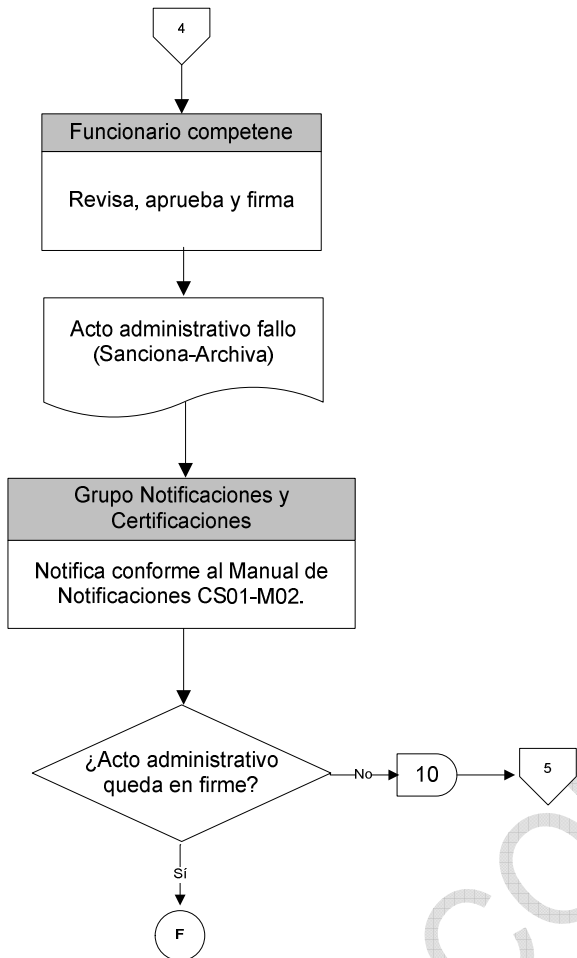 4
Funcionario competene
Revisa, aprueba y firma
Acto administrativo fallo
(Sanciona-Archiva)
Grupo Notificaciones y
Certificaciones
Notifica conforme al Manual de
Notificaciones CS01-M02.
¿Acto administrativo
queda en firme?
No
10
5
Sí
F